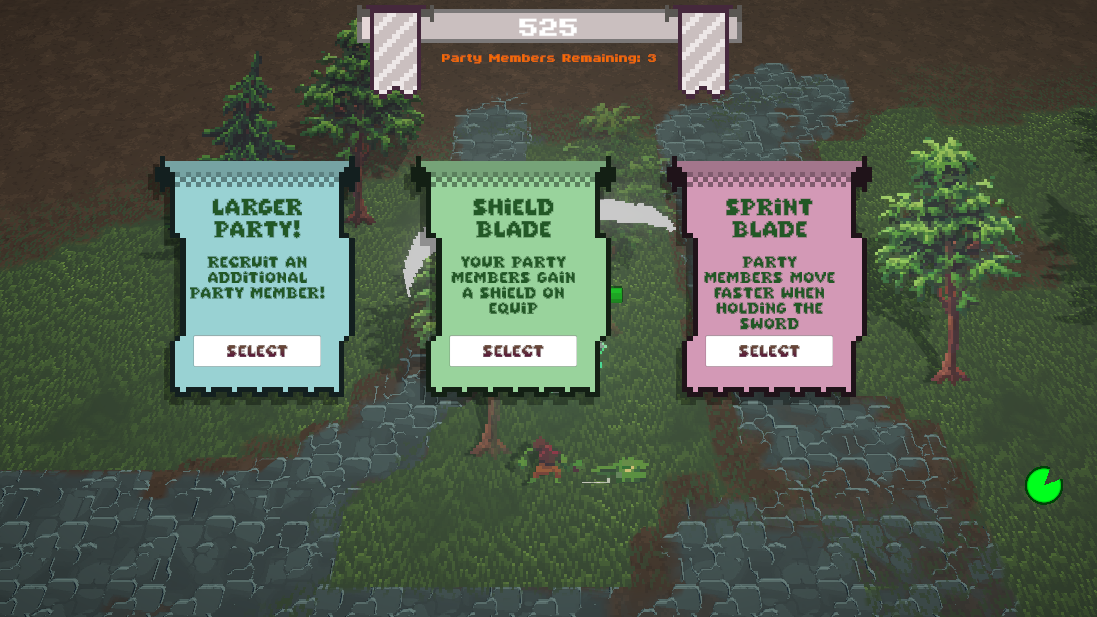 525
Party Members Remaining: 3
LARGER
PARTY!
RECRUIT AN
ADDITIONAL
PARTY MEMBER!
SELECT
SHIELD
BLADE
YOUR PARTY
MEMBERS GAIN
A SHIELD ON
EQUIP
SELECT
SPRINT
BLADE
PARTY
MEMBERS MOVE
FASTER WHEN
HOLDING THE
SWORD
SELECT